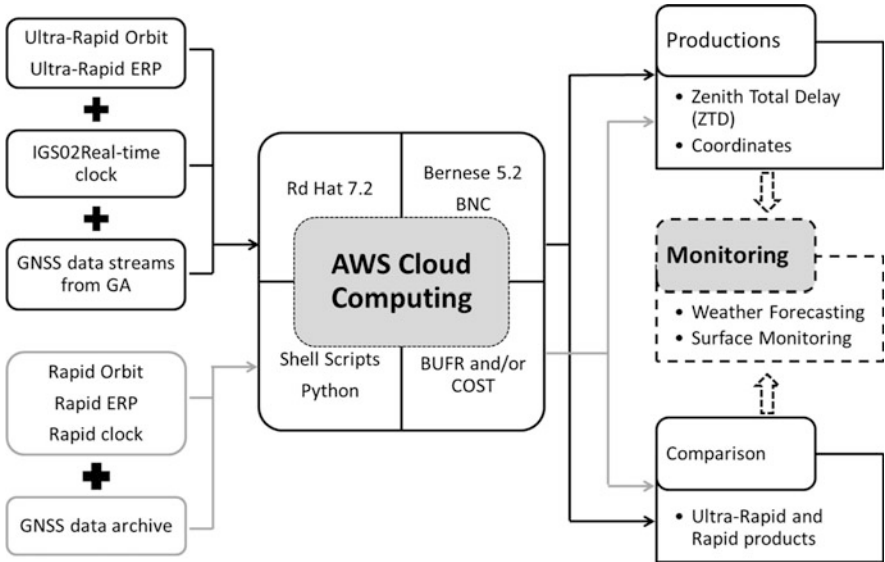 Ultra-Rapid Orbit
Ultra-Rapid ERP
IGS02Real-time
clock
GNSS data streams
from GA
Rapid Orbit
Rapid ERP
Rapid clock
GNSS data archive
Rd Hat 7.2
Bernese 5.2
BNC
AWS Cloud
Computing
Shell Scripts
Python
BUFR and/or
COST
Productions
• Zenith Total Delay
(ZTD)
• Coordinates
Monitoring
• Weather Forecasting
• Surface Monitoring
Comparison
• Ultra-Rapid and
Rapid products